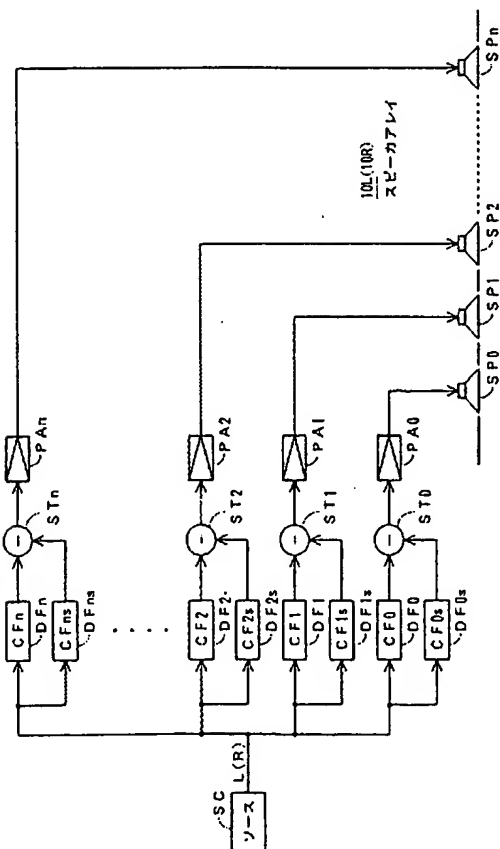 SC
ソース
L(R)
CFn
DFn
CFns
DFns
STn
PAn
CF2
DF2
CF2s
DF2s
ST2
PA2
CF1
DF1
CF1s
DF1s
ST1
PA1
CF0
DF0
CF0s
DF0s
ST0
PA0
10L(10R)
スピーカアレイ
SP0
SP1
SP2
SPn